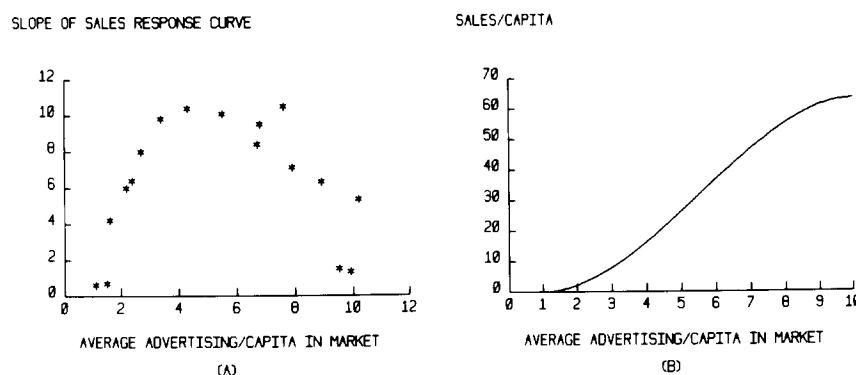 SLOPE OF SALES RESPONSE CURVE
12
10
8
6
4
2
0
0 2 4 6 8 10 12
AVERAGE ADVERTISING/CAPITA IN MARKET
(A)
SALES/CAPITA
70
60
50
40
30
20
10
0
0 1 2 3 4 5 6 7 8 9 10
AVERAGE ADVERTISING/CAPITA IN MARKET
(B)